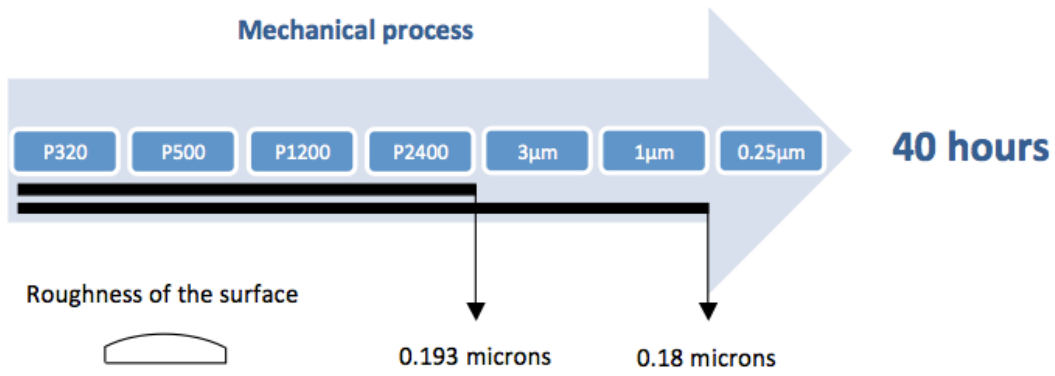 Mechanical process
P320 P500 P1200 P2400 3μm 1μm 0.25μm
40 hours
Roughness of the surface
0.193 microns 0.18 microns